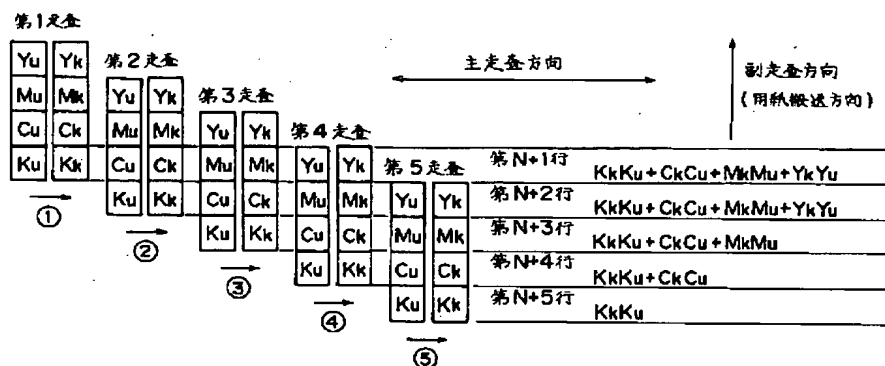 第1走査
Yu Yk
Mu Mk
Cu Ck
Ku Kk
①
第2走査
Yu Yk
Mu Mk
Cu Ck
Ku Kk
②
第3走査
Yu Yk
Mu Mk
Cu Ck
Ku Kk
③
第4走査
Yu Yk
Mu Mk
Cu Ck
Ku Kk
④
第5走査
Yu Yk
Mu Mk
Cu Ck
Ku Kk
⑤
主走査方向
副走査方向
(用紙搬送方向)
第N+1行 KkKu+CkCu+MkMu+YkYu
第N+2行 KkKu+CkCu+MkMu+YkYu
第N+3行 KkKu+CkCu+MkMu
第N+4行 KkKu+CkCu
第N+5行 KkKu